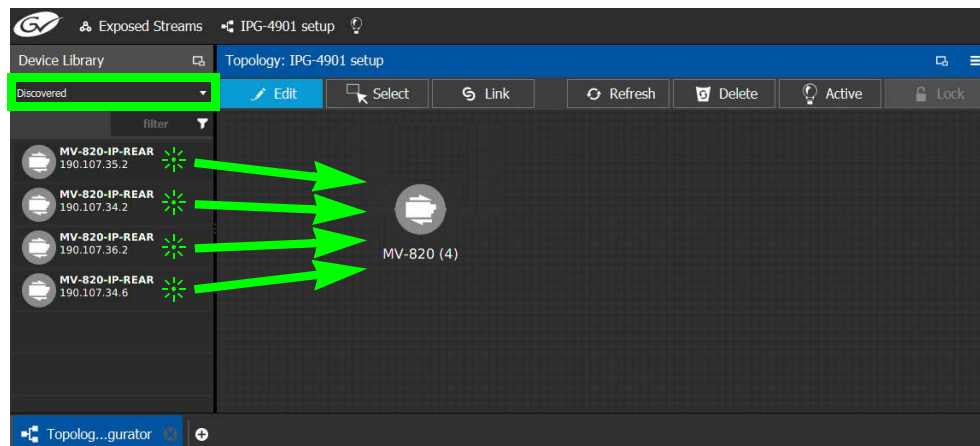 GV Exposed Streams IPG-4901 setup
Device Library Topology: IPG-4901 setup
Discovered Edit Select Link Refresh Delete Active Lock
filter
MV-820-IP-REAR
190.107.35.2
MV-820-IP-REAR
190.107.34.2
MV-820-IP-REAR
190.107.36.2
MV-820-IP-REAR
190.107.34.6
MV-820 (4)
Topolog...gurator